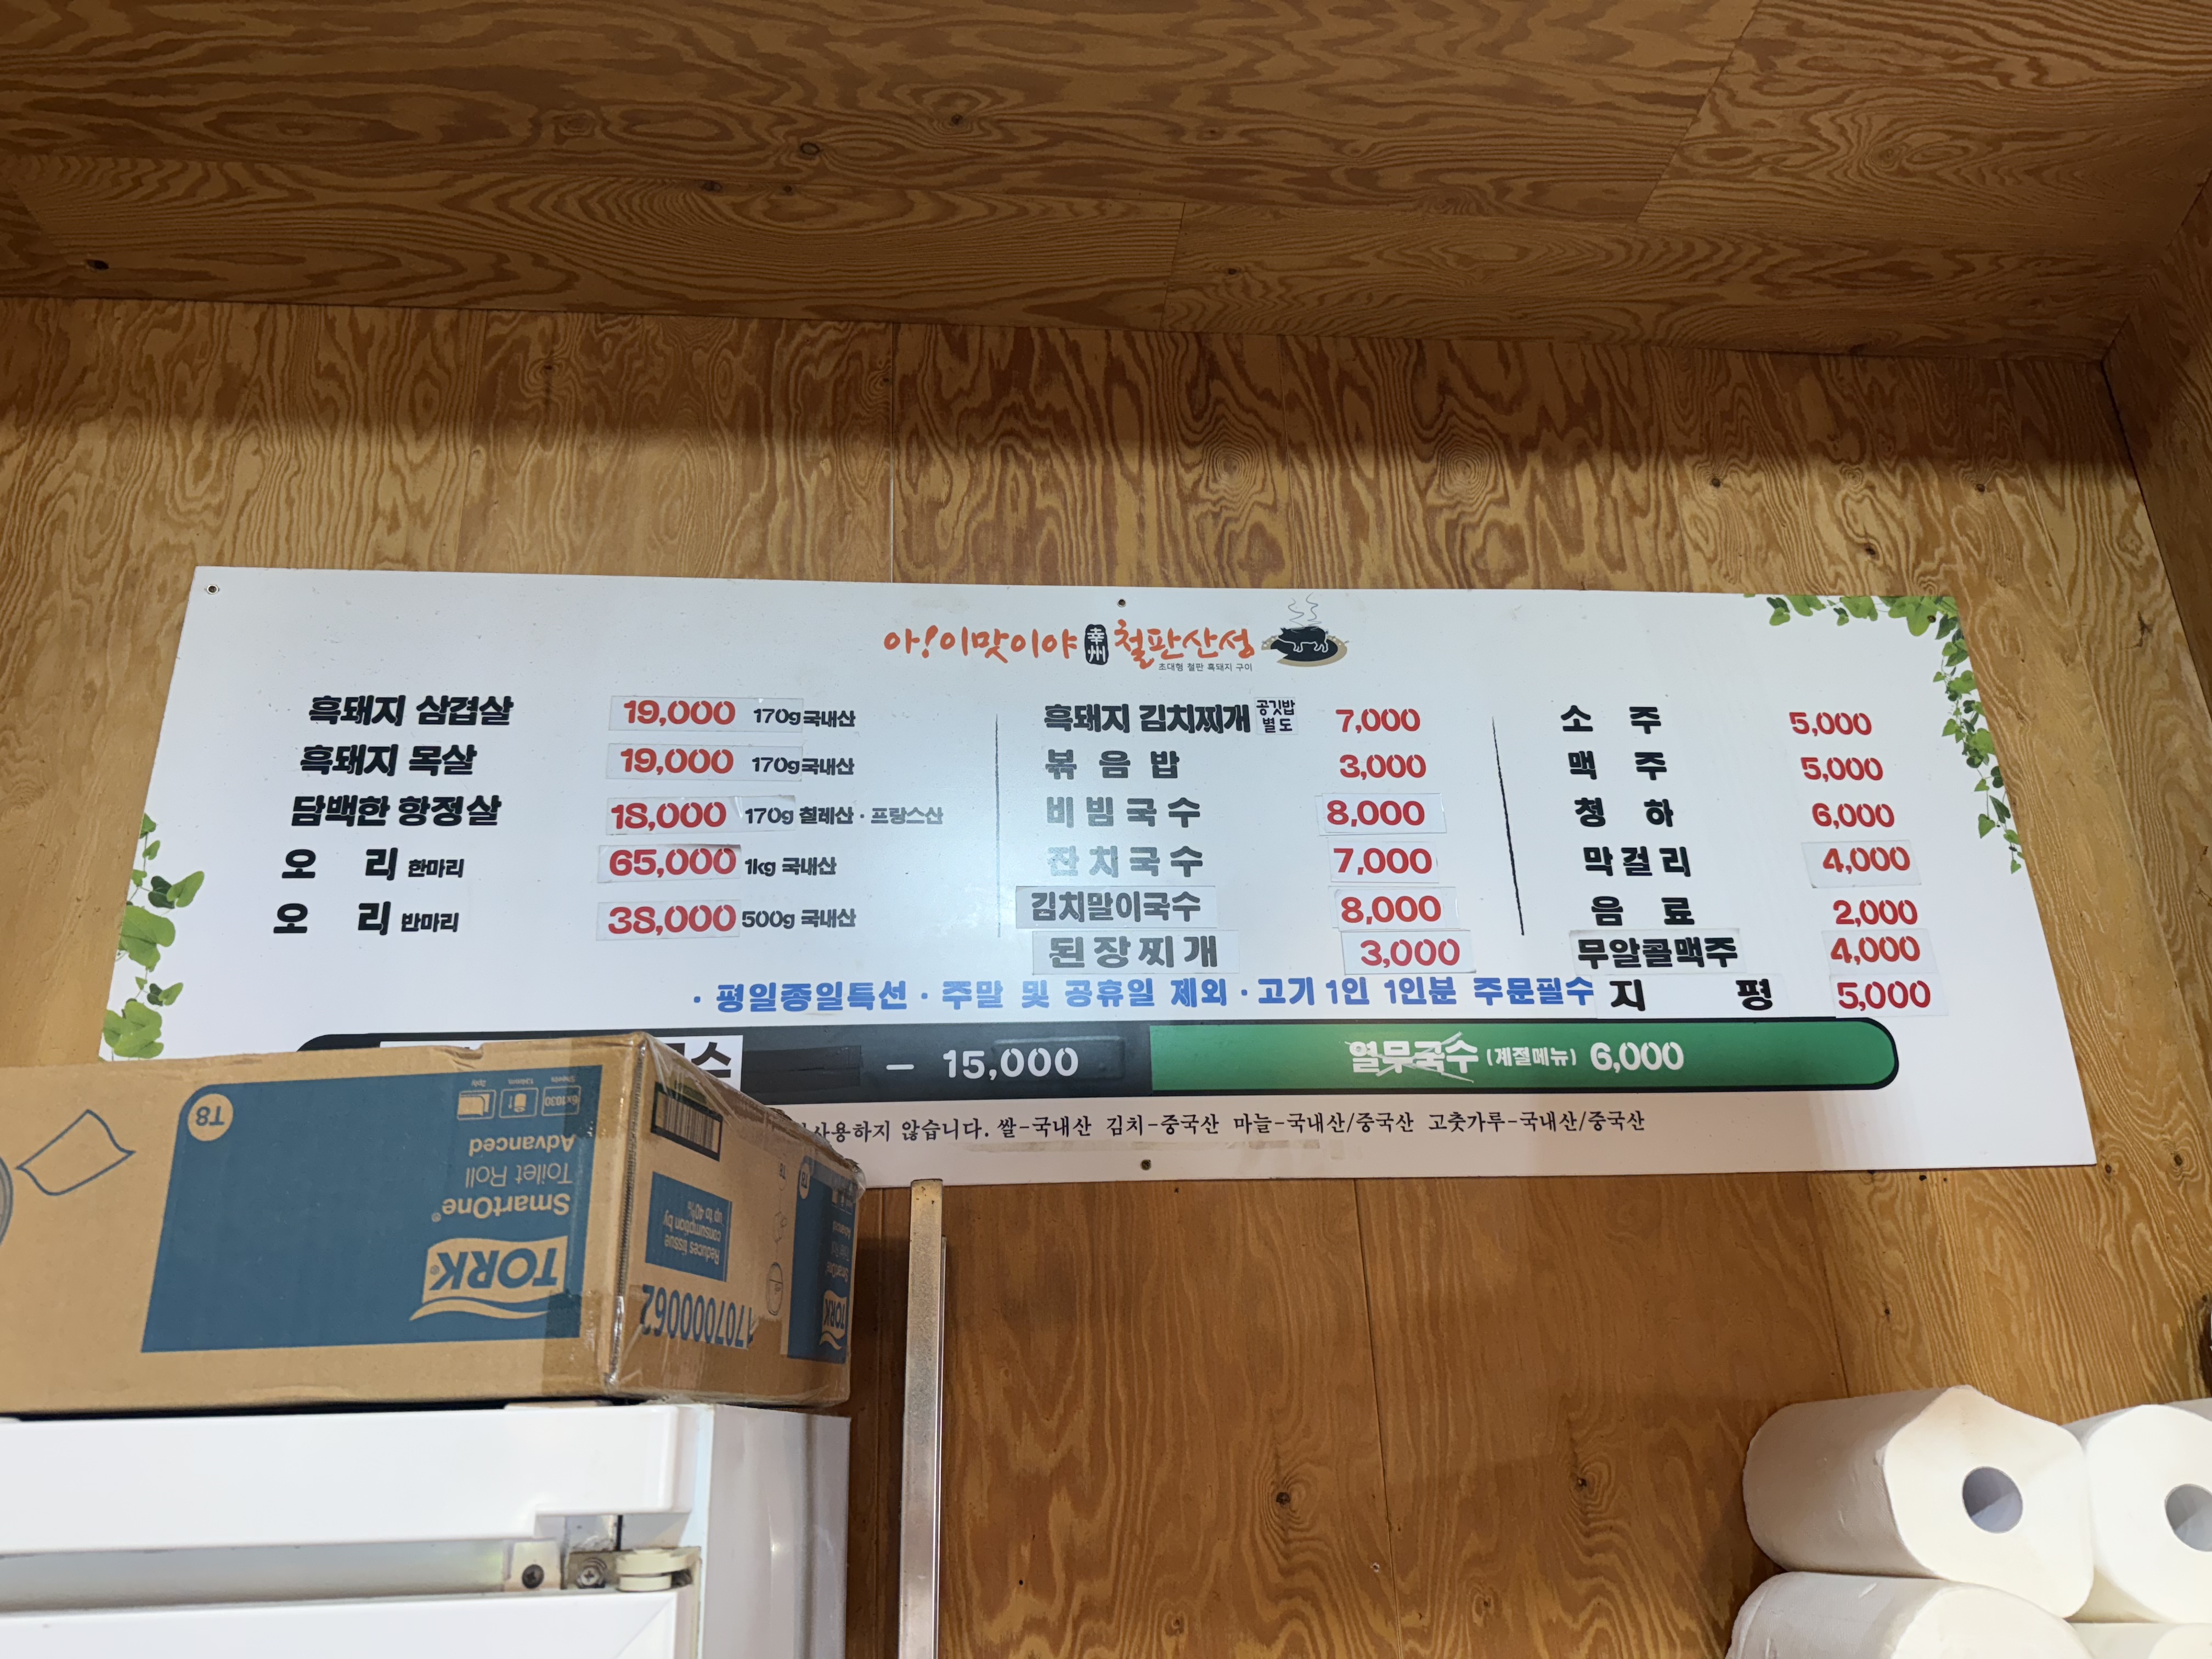 아!이맛이야 幸州 철판산성
초대형 철판 흑돼지 구이
흑돼지 삼겹살 19,000 170g 국내산
흑돼지 목살 19,000 170g 국내산
담백한 항정살 18,000 170g 칠레산 · 프랑스산
오 리 한마리 65,000 1kg 국내산
오 리 반마리 38,000 500g 국내산
흑돼지 김치찌개 공깃밥 별도 7,000
볶음밥 3,000
비빔국수 8,000
잔치국수 7,000
김치말이국수 8,000
된장찌개 3,000
소 주 5,000
맥 주 5,000
청 하 6,000
막걸리 4,000
음 료 2,000
무알콜맥주 4,000
지 평 5,000
· 평일종일특선 · 주말 및 공휴일 제외 · 고기 1인 1인분 주문필수
수 — 15,000
열무국수 (계절메뉴) 6,000
사용하지 않습니다. 쌀-국내산 김치-중국산 마늘-국내산/중국산 고춧가루-국내산/중국산
T8
Advanced
Toilet Roll
SmartOne®
TORK
Reduces tissue
consumption by
up to 40%
TORK